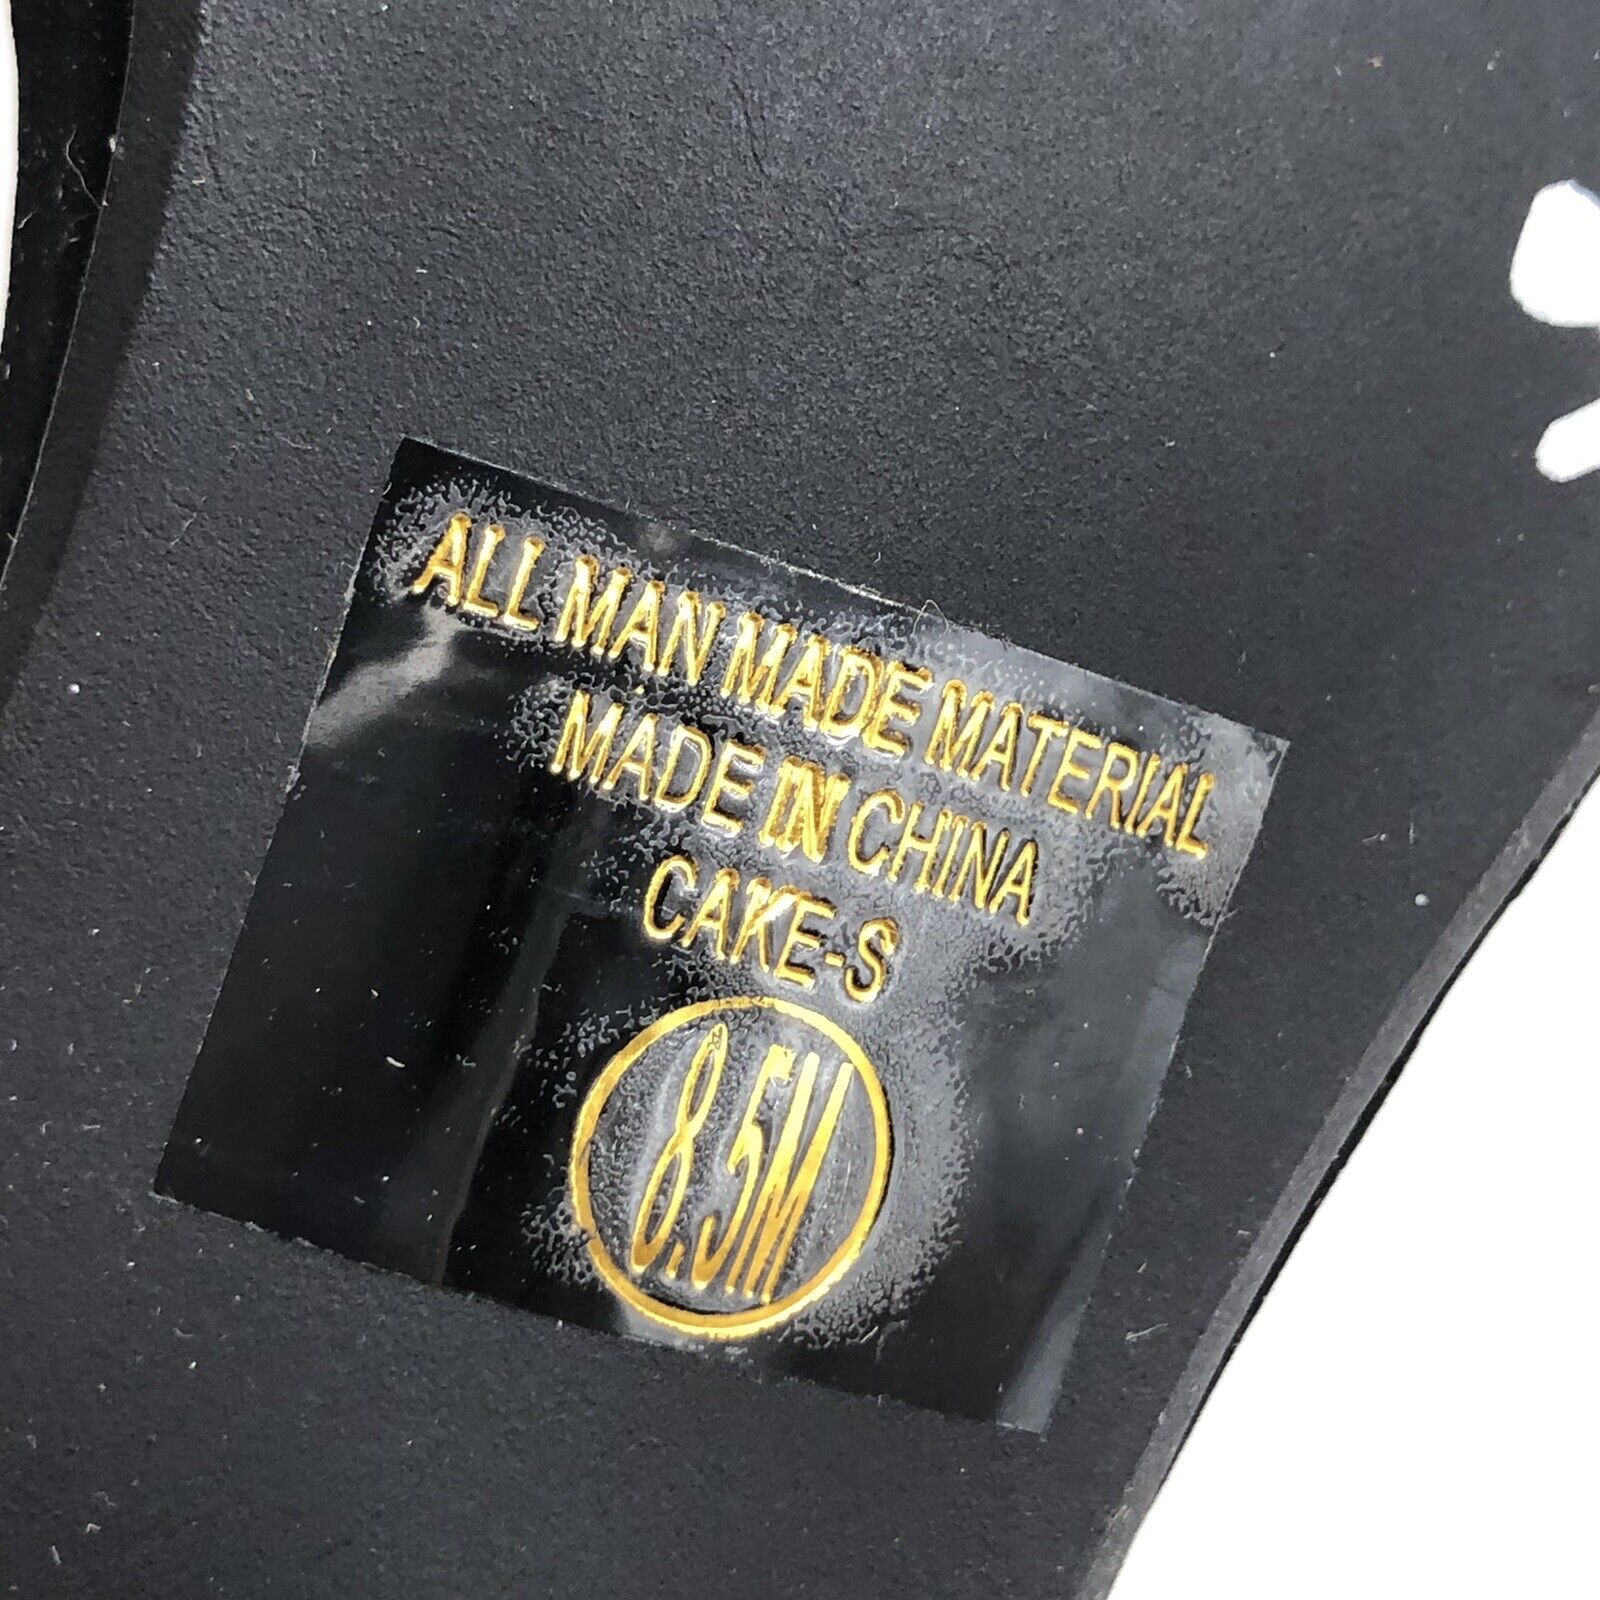 ALL MAN MADE MATERIAL
MADE IN CHINA
CAKE-S
8.5M